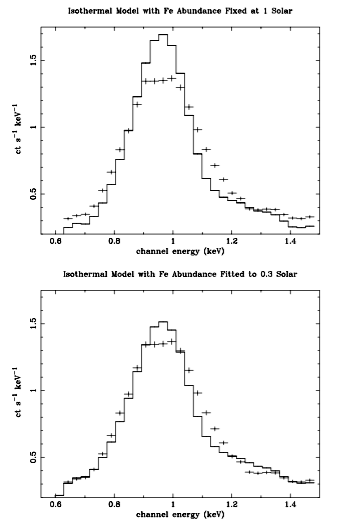 Isothermal Model with Fe Abundance Fixed at 1 Solar
1.5
1
0.5
ct s⁻¹ keV⁻¹
0.6 0.8 1 1.2 1.4
channel energy (keV)
Isothermal Model with Fe Abundance Fitted to 0.3 Solar
1.5
1
0.5
ct s⁻¹ keV⁻¹
0.6 0.8 1 1.2 1.4
channel energy (keV)